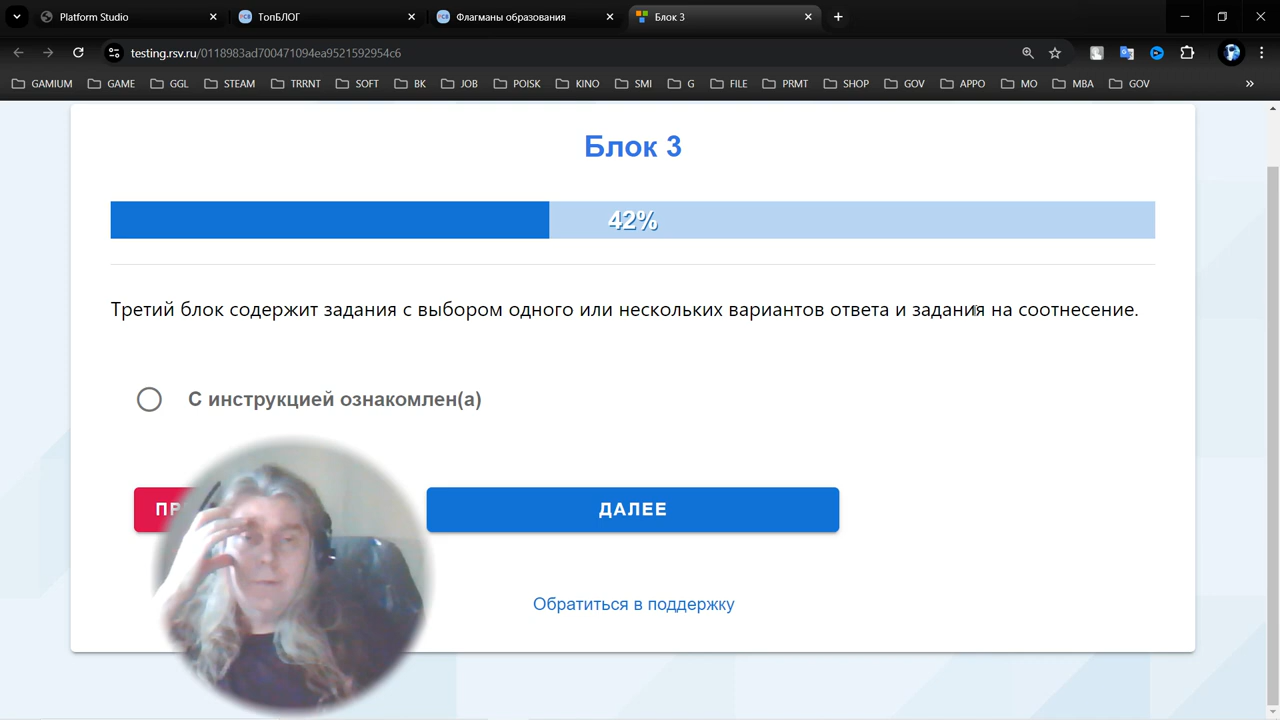 Platform Studio
ТопБЛОГ
Флагманы образования
Блок 3
testing.rsv.ru/0118983ad700471094ea9521592954c6
GAMIUM GAME GGL STEAM TRRNT SOFT BK JOB POISK KINO SMI G FILE PRMT SHOP GOV APPO MO MBA GOV
Блок 3
42%
Третий блок содержит задания с выбором одного или нескольких вариантов ответа и задания на соотнесение.
С инструкцией ознакомлен(а)
ДАЛЕЕ
Обратиться в поддержку